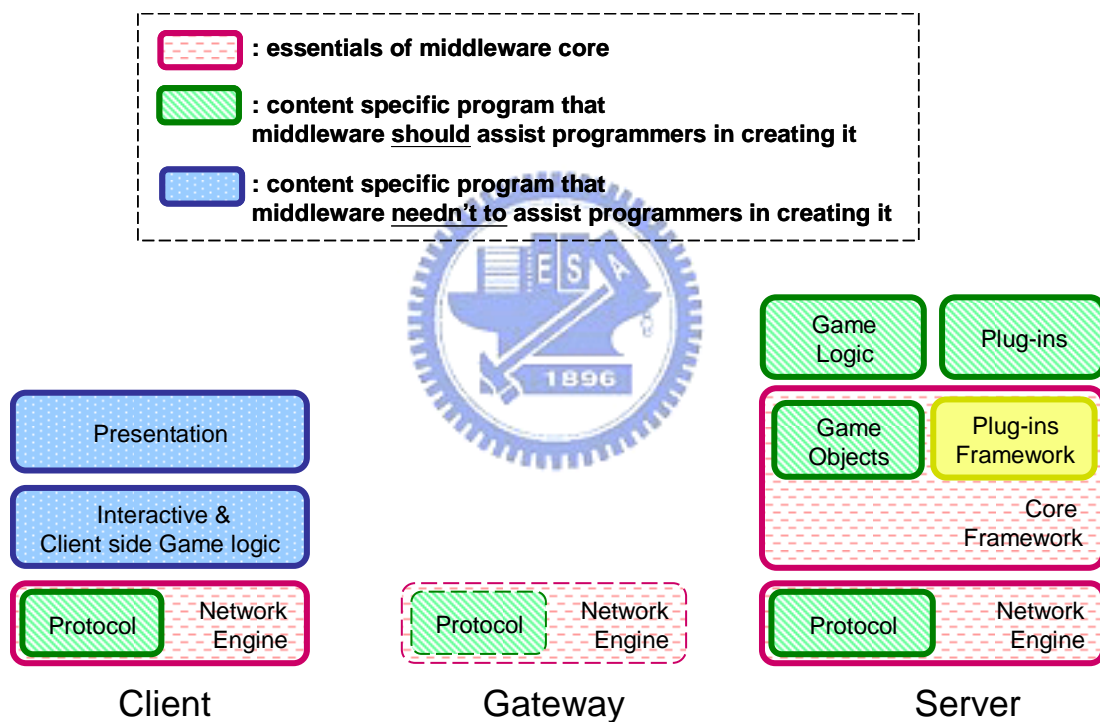 : essentials of middleware core
: content specific program that
middleware should assist programmers in creating it
: content specific program that
middleware needn't to assist programmers in creating it
E S A
1896
Game
Logic
Plug-ins
Presentation
Game
Objects
Plug-ins
Framework
Interactive &
Client side Game logic
Core
Framework
Protocol
Network
Engine
Protocol
Network
Engine
Protocol
Network
Engine
Client
Gateway
Server